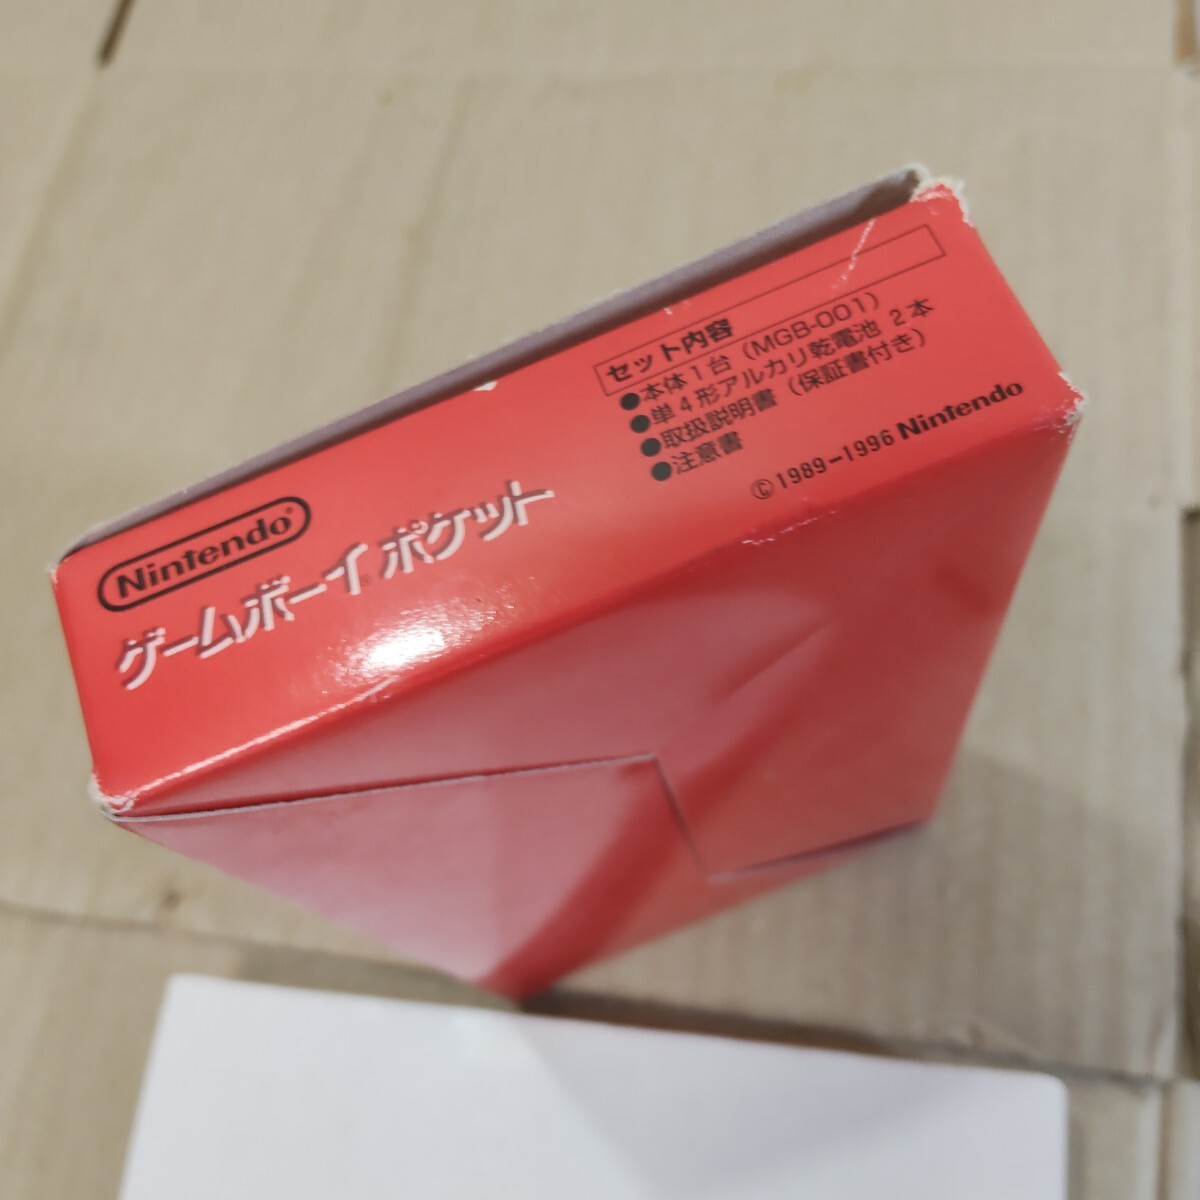 Nintendo®
ゲームボーイ® ポケット
セット内容
●本体1台（MGB-001）
●単4形アルカリ乾電池 2本
●取扱説明書（保証書付き）
●注意書
©1989-1996 Nintendo